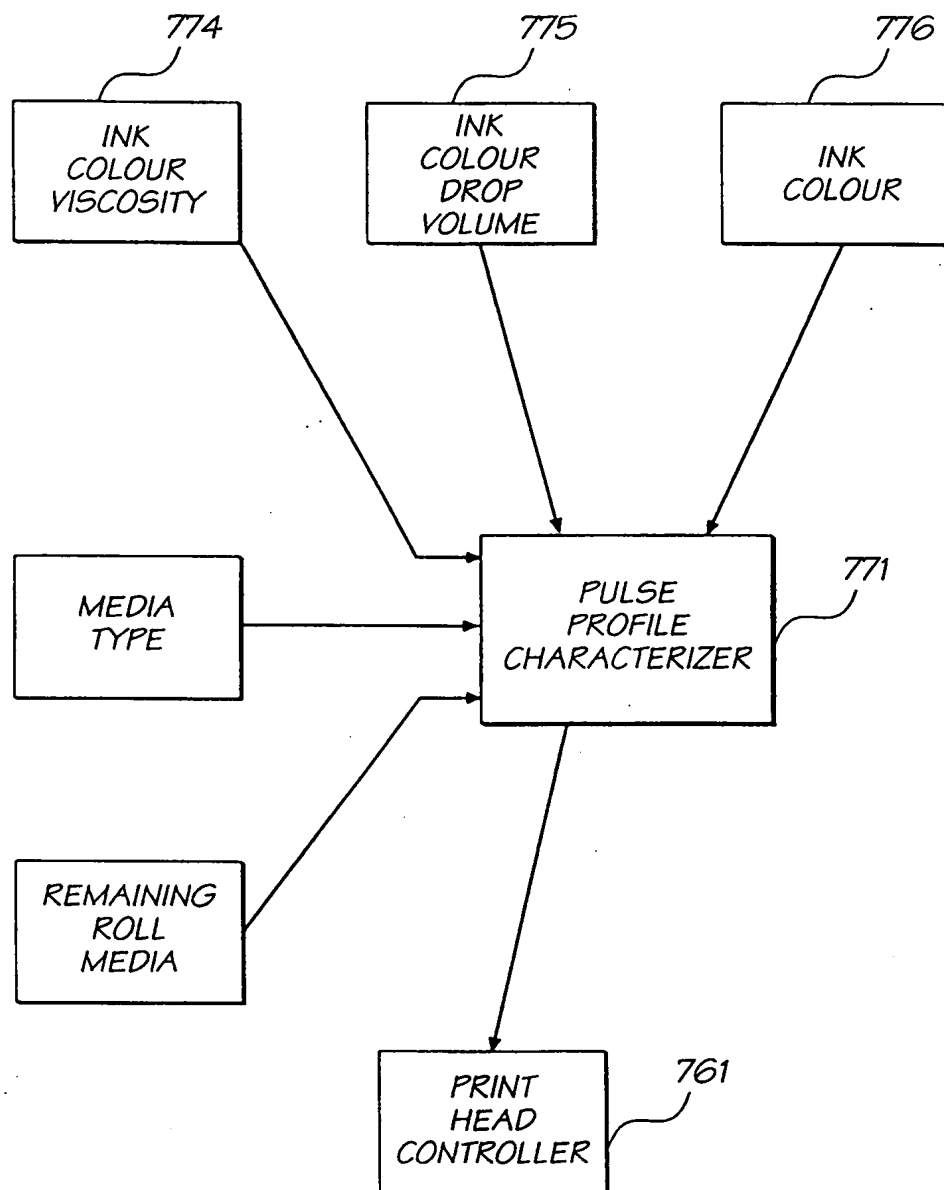 774
775
776
INK
COLOUR
VISCOSITY
INK
COLOUR
DROP
VOLUME
INK
COLOUR
MEDIA
TYPE
PULSE
PROFILE
CHARACTERIZER
771
REMAINING
ROLL
MEDIA
PRINT
HEAD
CONTROLLER
761